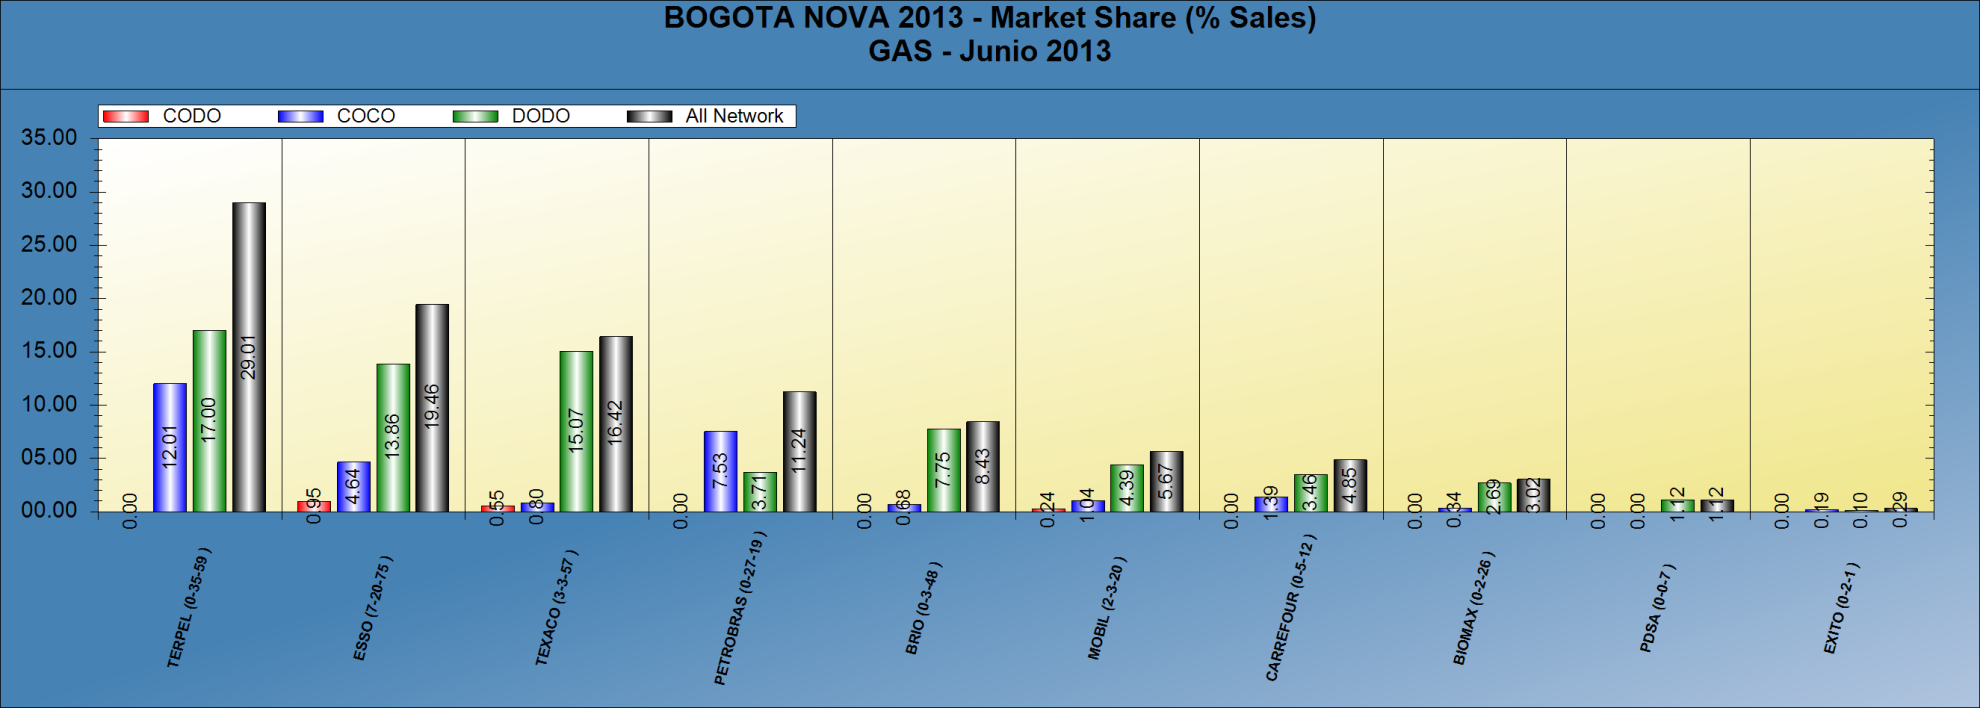 BOGOTA NOVA 2013 - Market Share (% Sales)
GAS - Junio 2013
CODO COCO DODO All Network
35.00
30.00
25.00
20.00
15.00
10.00
05.00
00.00
0.00 12.01 17.00 29.01
0.95 4.64 13.86 19.46
0.55 0.80 15.07 16.42
0.00 7.53 3.71 11.24
0.00 0.68 7.75 8.43
0.24 1.04 4.39 5.67
0.00 1.39 3.46 4.85
0.00 0.34 2.69 3.02
0.00 0.00 1.12 1.12
0.00 0.19 0.10 0.29
TERPEL (0-35-59 )
ESSO (7-20-75 )
TEXACO (3-3-57 )
PETROBRAS (0-27-19 )
BRIO (0-3-48 )
MOBIL (2-3-20 )
CARREFOUR (0-5-12 )
BIOMAX (0-2-26 )
PDSA (0-0-7 )
EXITO (0-2-1 )